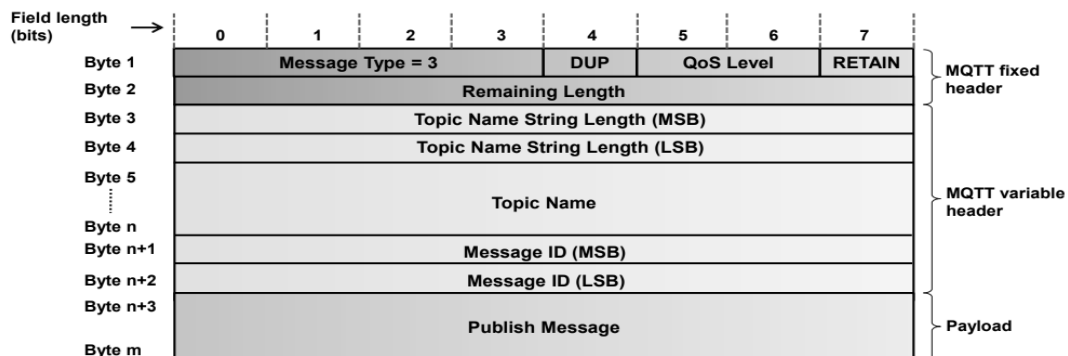 Field length
(bits)
0 1 2 3 4 5 6 7
Byte 1 Message Type = 3 DUP QoS Level RETAIN
MQTT fixed
header
Byte 2 Remaining Length
Byte 3 Topic Name String Length (MSB)
Byte 4 Topic Name String Length (LSB)
Byte 5
Topic Name
MQTT variable
header
Byte n
Byte n+1 Message ID (MSB)
Byte n+2 Message ID (LSB)
Byte n+3
Publish Message
Payload
Byte m